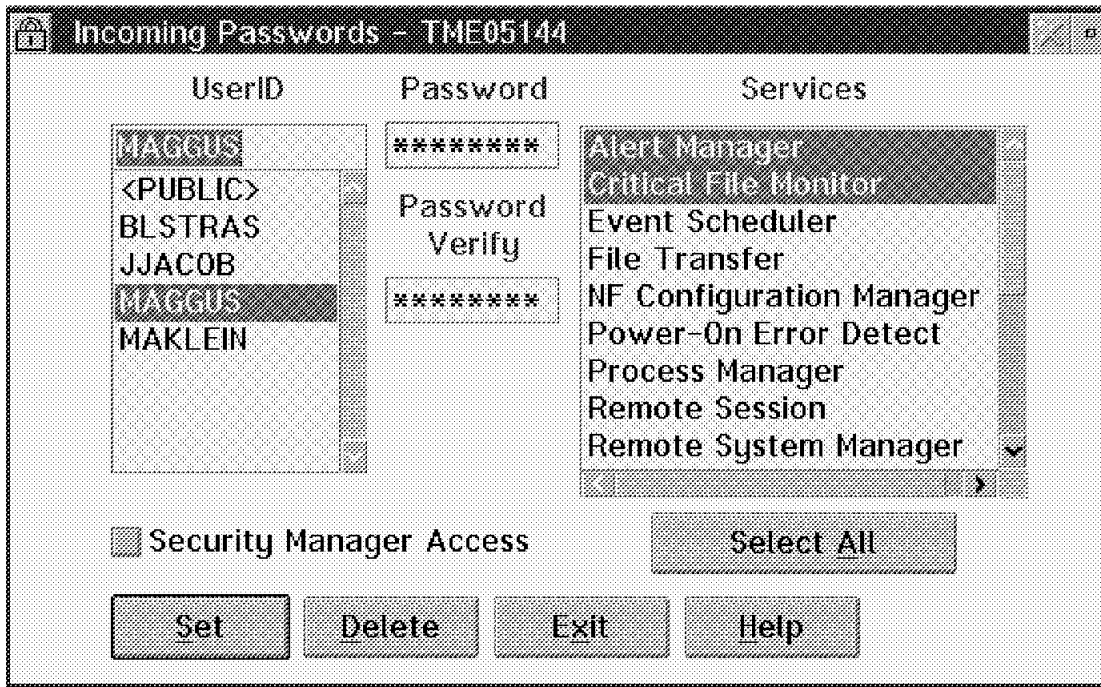 Incoming Passwords - TME05144
UserID
Password
Services
MAGGUS
<PUBLIC>
BLSTRAS
JJACOB
MAGGUS
MAKLEIN
********
Password
Verify
********
Alert Manager
Critical File Monitor
Event Scheduler
File Transfer
NF Configuration Manager
Power-On Error Detect
Process Manager
Remote Session
Remote System Manager
Security Manager Access
Select All
Set
Delete
Exit
Help